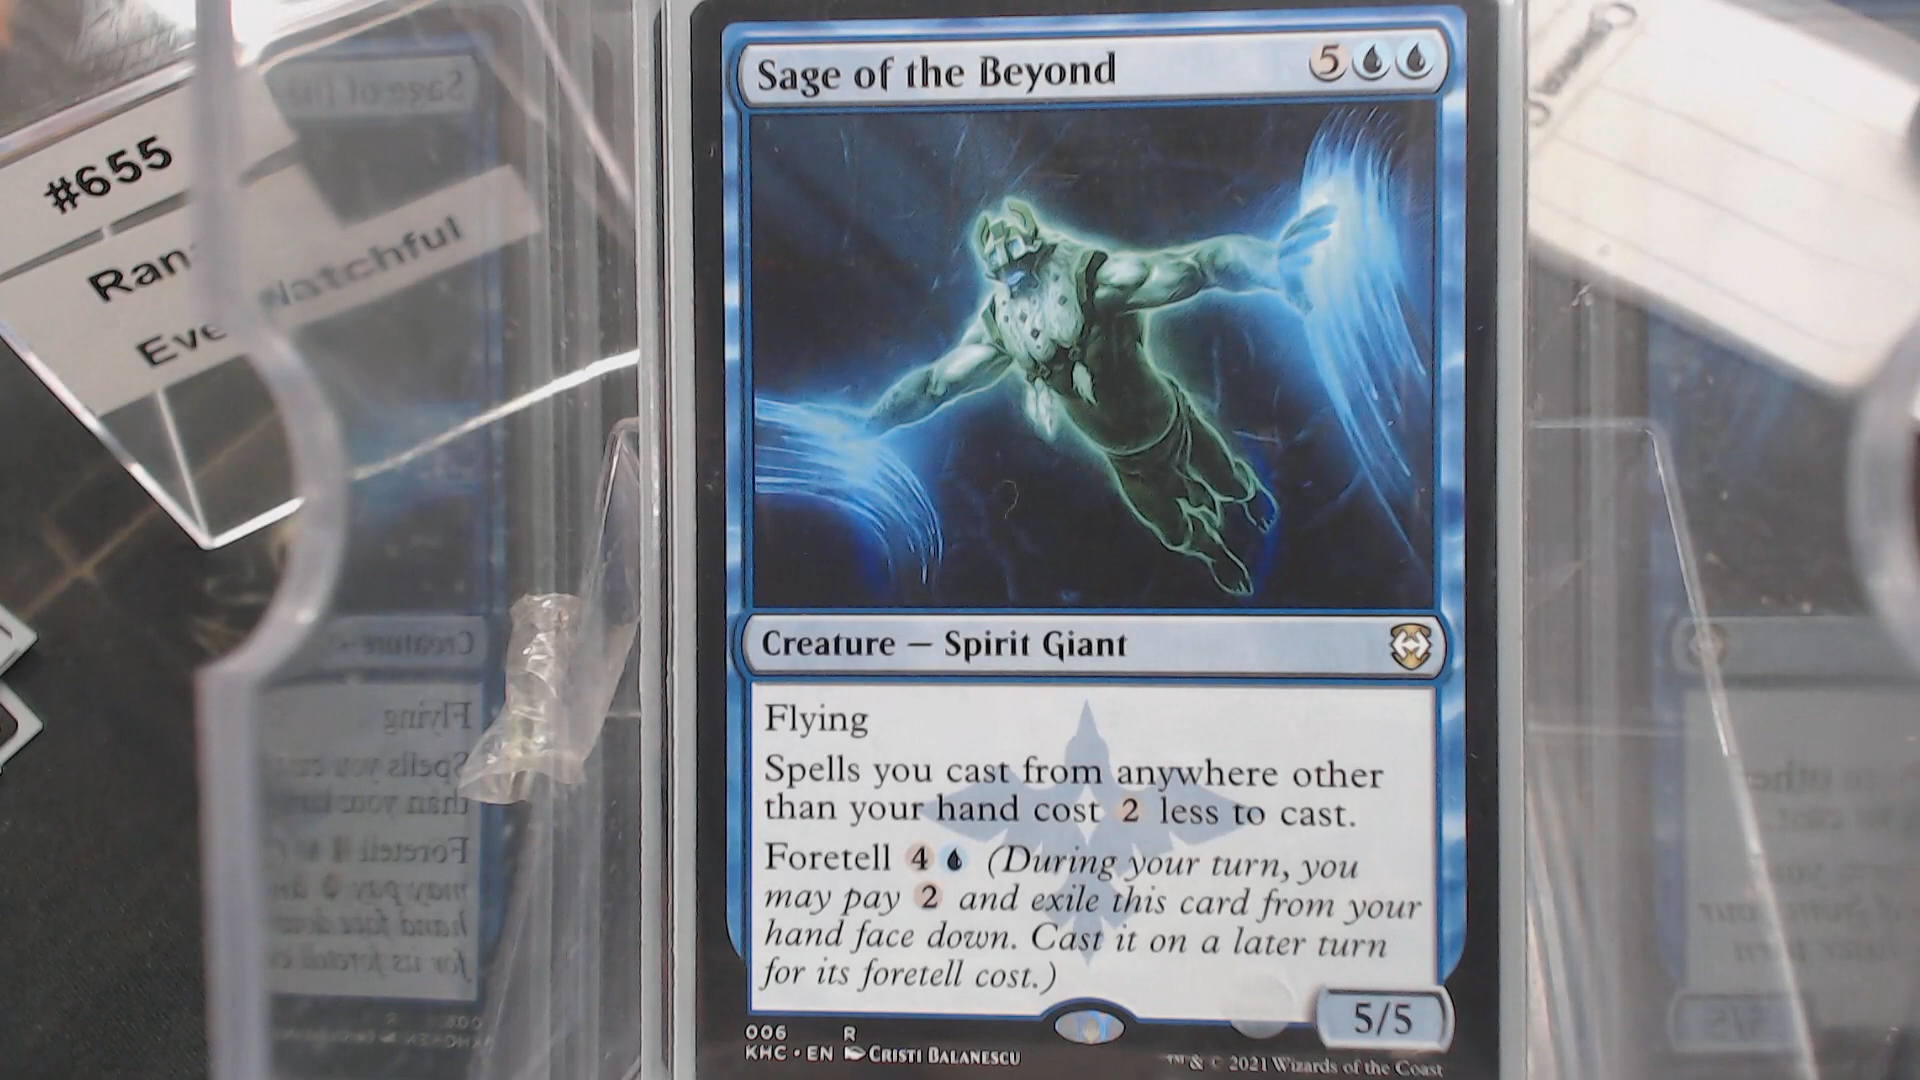 Sage of the Beyond
5
Creature — Spirit Giant
Flying
Spells you cast from anywhere other
than your hand cost 2 less to cast.
Foretell 4 (During your turn, you
may pay 2 and exile this card from your
hand face down. Cast it on a later turn
for its foretell cost.)
5/5
006 R
KHC • EN CRISTI BALANESCU
™ & © 2021 Wizards of the Coast
#655
Ran
Eve
Watchful